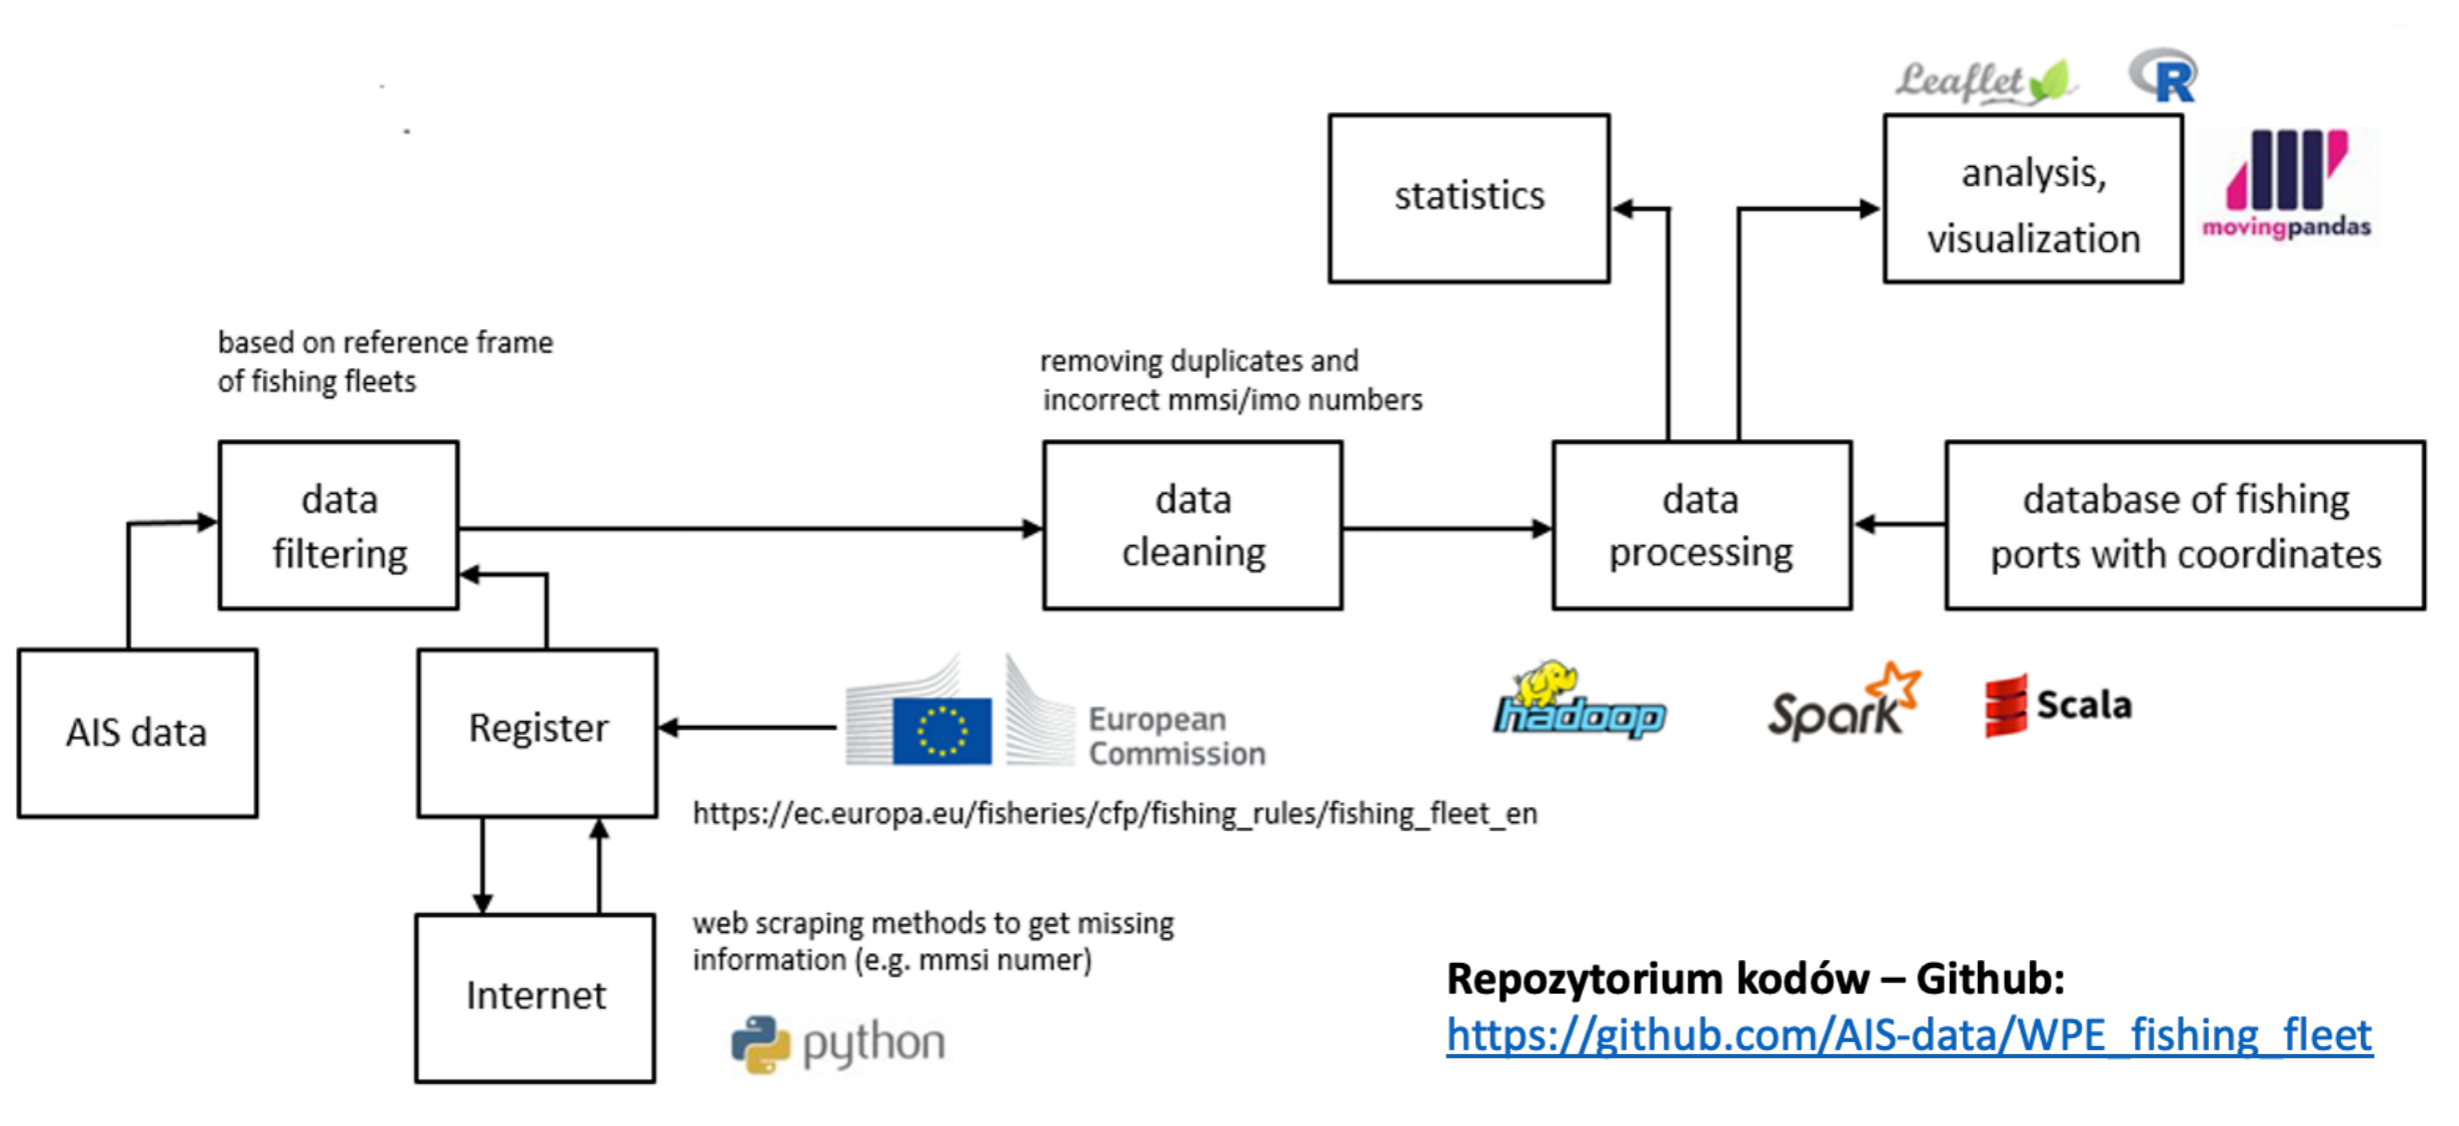 Leaflet
R
statistics
analysis,
visualization
movingpandas
based on reference frame
of fishing fleets
removing duplicates and
incorrect mmsi/imo numbers
data
filtering
data
cleaning
data
processing
database of fishing
ports with coordinates
AIS data
Register
European
Commission
hadoop
Spark
Scala
https://ec.europa.eu/fisheries/cfp/fishing_rules/fishing_fleet_en
Internet
web scraping methods to get missing
information (e.g. mmsi numer)
python
Repozytorium kodów – Github:
https://github.com/AIS-data/WPE_fishing_fleet